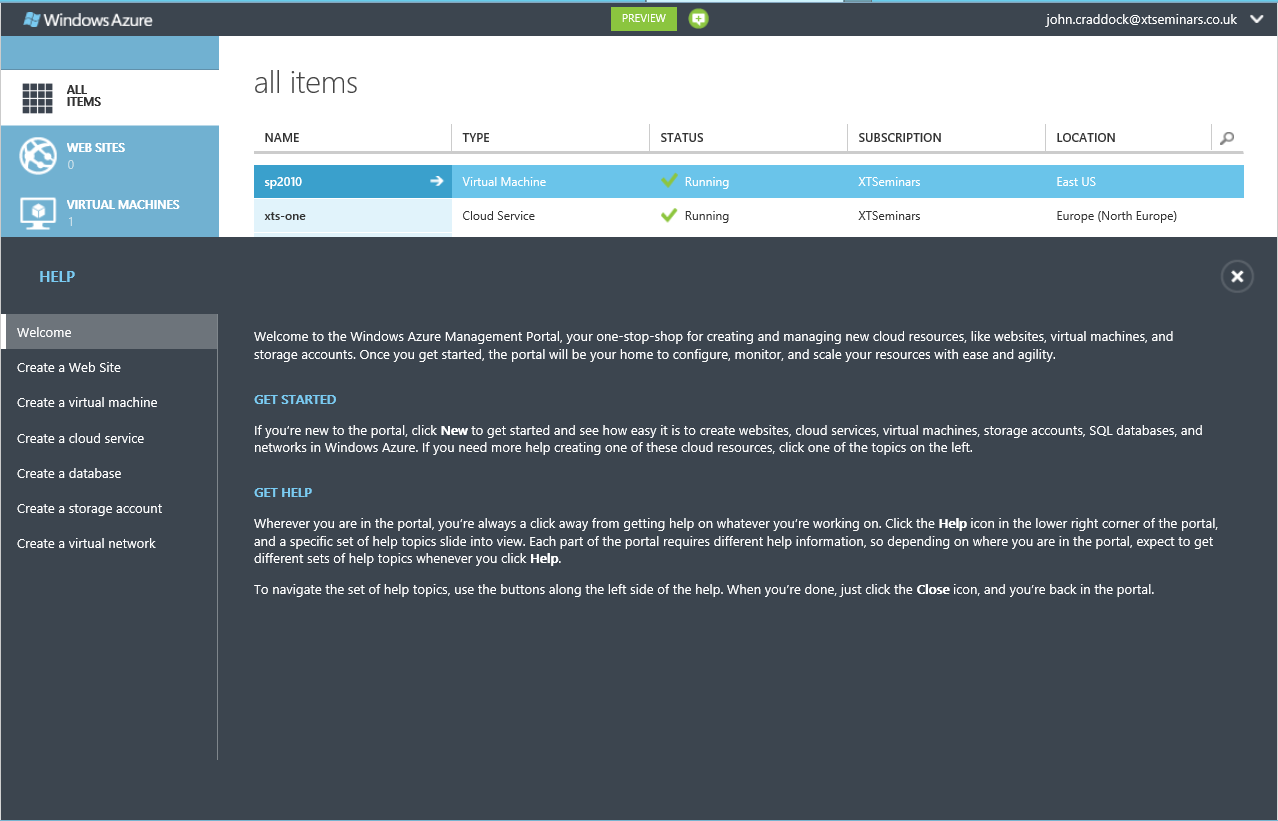 Windows Azure
PREVIEW
john.craddock@xtseminars.co.uk
ALL
ITEMS
WEB SITES
0
VIRTUAL MACHINES
1
all items
NAME TYPE STATUS SUBSCRIPTION LOCATION
sp2010 Virtual Machine Running XTSeminars East US
xts-one Cloud Service Running XTSeminars Europe (North Europe)
HELP
Welcome
Create a Web Site
Create a virtual machine
Create a cloud service
Create a database
Create a storage account
Create a virtual network
Welcome to the Windows Azure Management Portal, your one-stop-shop for creating and managing new cloud resources, like websites, virtual machines, and
storage accounts. Once you get started, the portal will be your home to configure, monitor, and scale your resources with ease and agility.
GET STARTED
If you're new to the portal, click New to get started and see how easy it is to create websites, cloud services, virtual machines, storage accounts, SQL databases, and
networks in Windows Azure. If you need more help creating one of these cloud resources, click one of the topics on the left.
GET HELP
Wherever you are in the portal, you're always a click away from getting help on whatever you're working on. Click the Help icon in the lower right corner of the portal,
and a specific set of help topics slide into view. Each part of the portal requires different help information, so depending on where you are in the portal, expect to get
different sets of help topics whenever you click Help.
To navigate the set of help topics, use the buttons along the left side of the help. When you're done, just click the Close icon, and you're back in the portal.